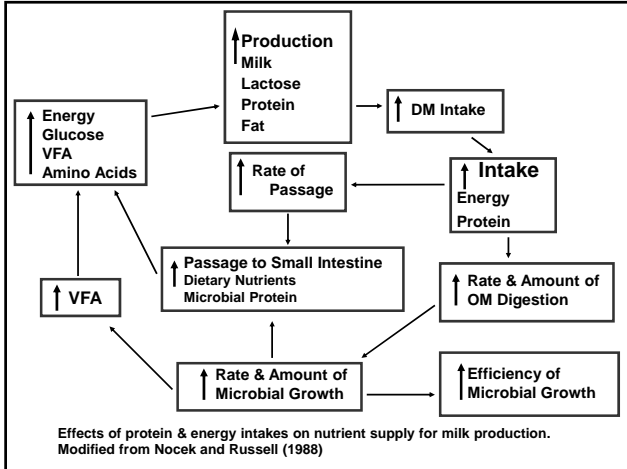 Production
Milk
Lactose
Protein
Fat
DM Intake
Intake
Energy
Protein
Rate of
Passage
Energy
Glucose
VFA
Amino Acids
Passage to Small Intestine
Dietary Nutrients
Microbial Protein
VFA
Rate & Amount of
OM Digestion
Rate & Amount of
Microbial Growth
Efficiency of
Microbial Growth
Effects of protein & energy intakes on nutrient supply for milk production.
Modified from Nocek and Russell (1988)